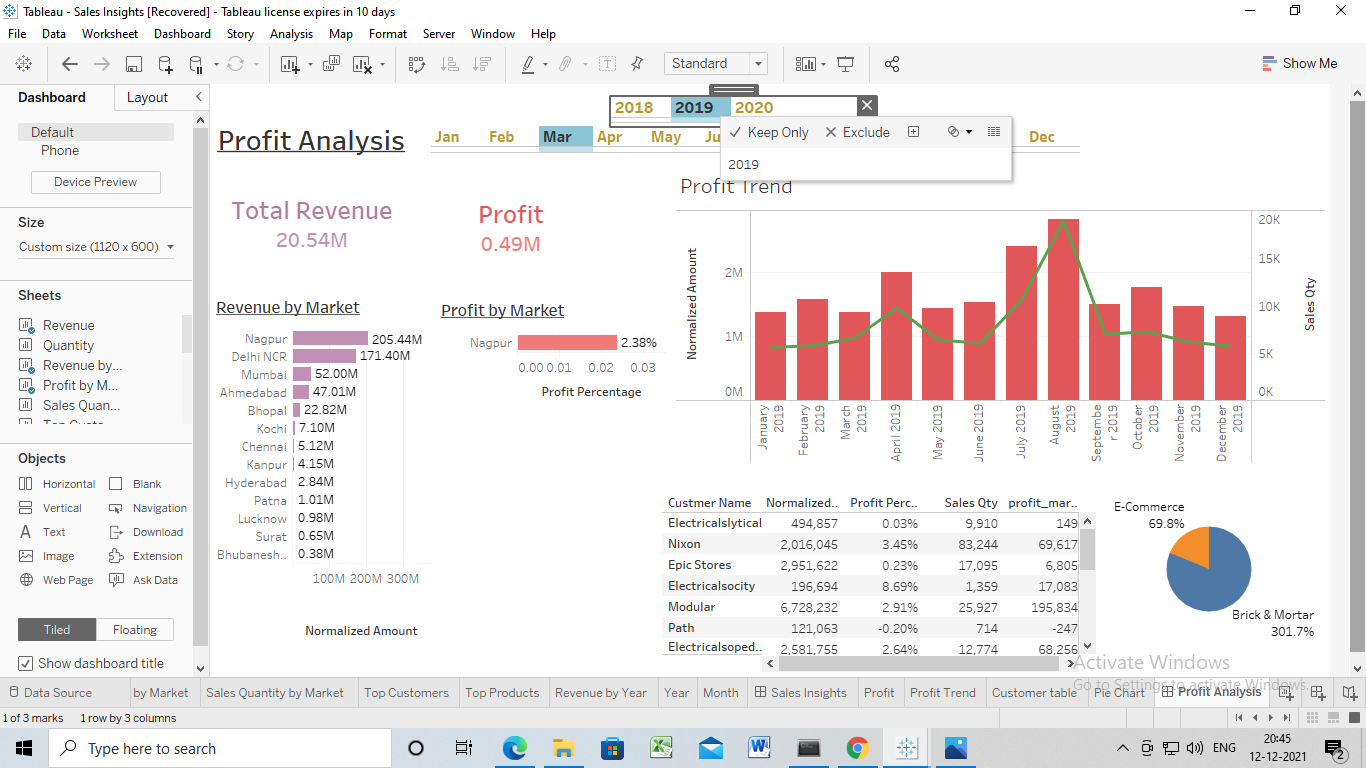 Tableau - Sales Insights [Recovered] - Tableau license expires in 10 days
File Data Worksheet Dashboard Story Analysis Map Format Server Window Help
Standard
Show Me
Dashboard Layout
Default
Phone
Device Preview
Size
Custom size (1120 x 600)
Sheets
Revenue
Quantity
Revenue by...
Profit by M...
Sales Quan...
Objects
Horizontal Blank
Vertical Navigation
Text Download
Image Extension
Web Page Ask Data
Tiled Floating
Show dashboard title
2018 2019 2020
Profit Analysis
Jan Feb Mar Apr May Dec
Keep Only Exclude
2019
Total Revenue
20.54M
Profit
0.49M
Revenue by Market
Nagpur 205.44M
Delhi NCR 171.40M
Mumbai 52.00M
Ahmedabad 47.01M
Bhopal 22.82M
Kochi 7.10M
Chennai 5.12M
Kanpur 4.15M
Hyderabad 2.84M
Patna 1.01M
Lucknow 0.98M
Surat 0.65M
Bhubanesh.. 0.38M
100M 200M 300M
Normalized Amount
Profit by Market
Nagpur 2.38%
0.00 0.01 0.02 0.03
Profit Percentage
Profit Trend
Normalized Amount
2M
1M
0M
20K
15K
10K
5K
0K
Sales Qty
January 2019
February 2019
March 2019
April 2019
May 2019
June 2019
July 2019
August 2019
Septembe r 2019
October 2019
November 2019
December 2019
Custmer Name Normalized.. Profit Perc.. Sales Qty profit_mar..
Electricalslytical 494,857 0.03% 9,910 149
Nixon 2,016,045 3.45% 83,244 69,617
Epic Stores 2,951,622 0.23% 17,095 6,805
Electricalsocity 196,694 8.69% 1,359 17,083
Modular 6,728,232 2.91% 25,927 195,834
Path 121,063 -0.20% 714 -247
Electricalsoped.. 2,581,755 2.64% 12,774 68,256
E-Commerce
69.8%
Brick & Mortar
301.7%
Activate Windows
Go to Settings to activate Windows.
Data Source by Market Sales Quantity by Market Top Customers Top Products Revenue by Year Year Month Sales Insights Profit Profit Trend Customer table Pie Chart Profit Analysis
1 of 3 marks 1 row by 3 columns
Type here to search
ENG
20:45
12-12-2021
2